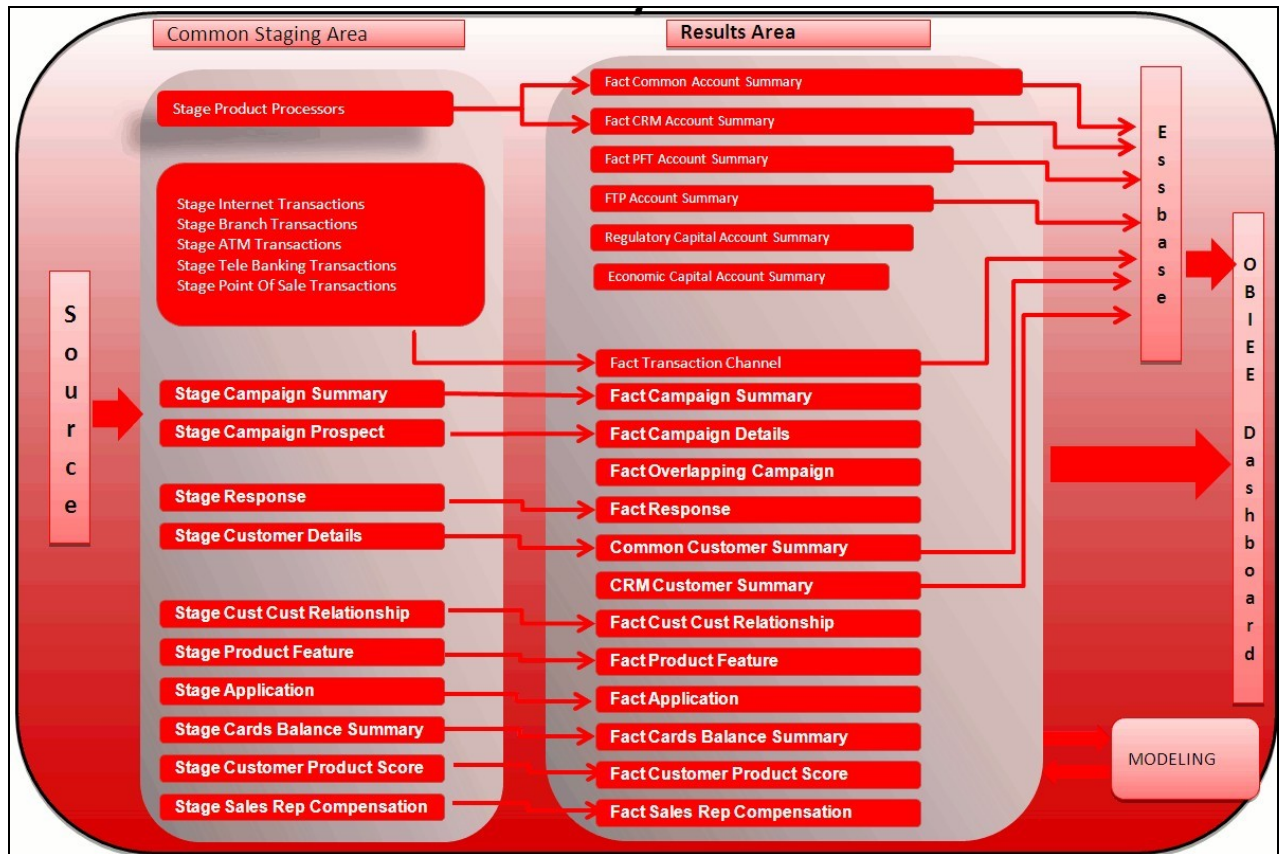 Common Staging Area
Results Area
Source
Stage Product Processors
Stage Internet Transactions
Stage Branch Transactions
Stage ATM Transactions
Stage Tele Banking Transactions
Stage Point Of Sale Transactions
Stage Campaign Summary
Stage Campaign Prospect
Stage Response
Stage Customer Details
Stage Cust Cust Relationship
Stage Product Feature
Stage Application
Stage Cards Balance Summary
Stage Customer Product Score
Stage Sales Rep Compensation
Fact Common Account Summary
Fact CRM Account Summary
Fact PFT Account Summary
FTP Account Summary
Regulatory Capital Account Summary
Economic Capital Account Summary
Fact Transaction Channel
Fact Campaign Summary
Fact Campaign Details
Fact Overlapping Campaign
Fact Response
Common Customer Summary
CRM Customer Summary
Fact Cust Cust Relationship
Fact Product Feature
Fact Application
Fact Cards Balance Summary
Fact Customer Product Score
Fact Sales Rep Compensation
Essbase
OBIEE Dashboard
MODELING